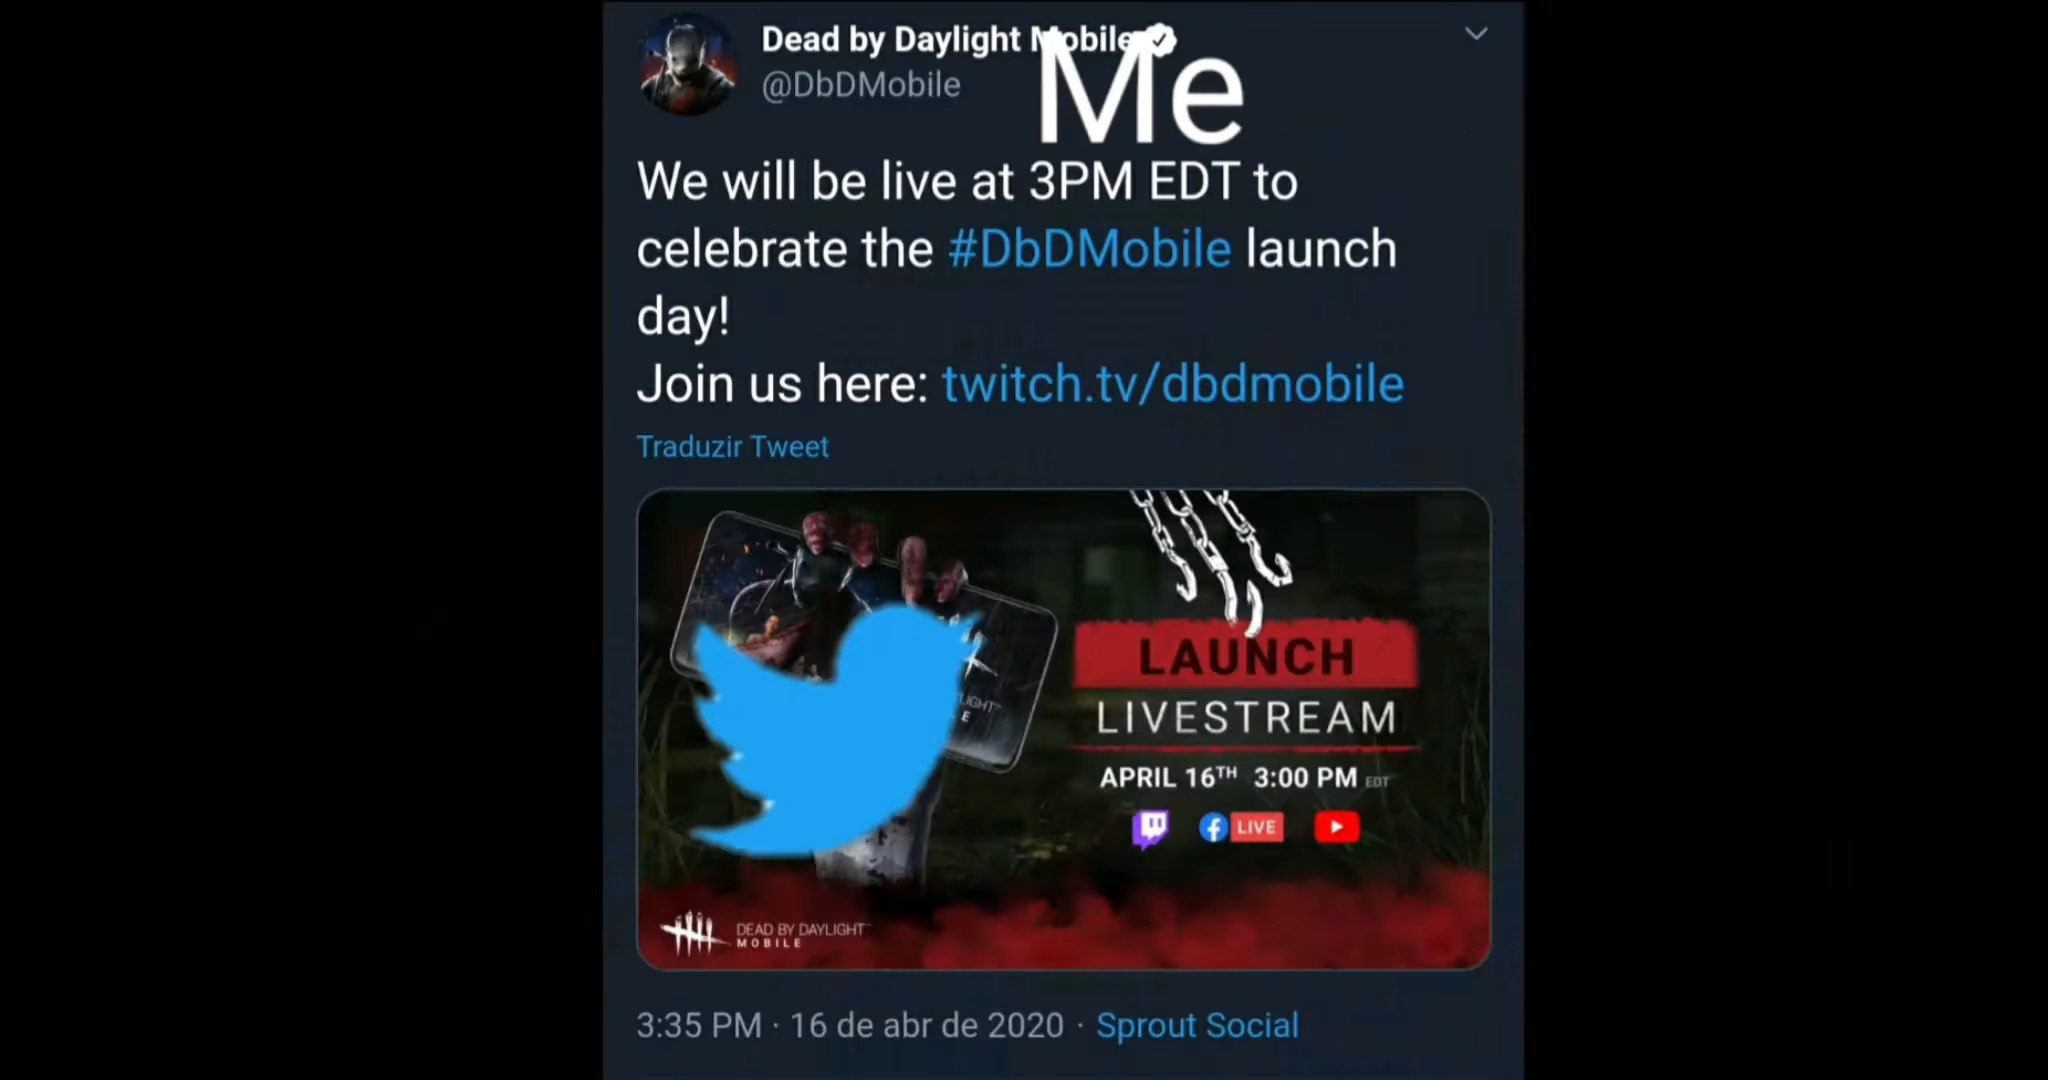 Dead by Daylight Mobile
@DbDMobile
Me
We will be live at 3PM EDT to
celebrate the #DbDMobile launch
day!
Join us here: twitch.tv/dbdmobile
Traduzir Tweet
LAUNCH
LIVESTREAM
APRIL 16TH 3:00 PM EDT
LIVE
DEAD BY DAYLIGHT™
MOBILE
3:35 PM · 16 de abr de 2020 · Sprout Social